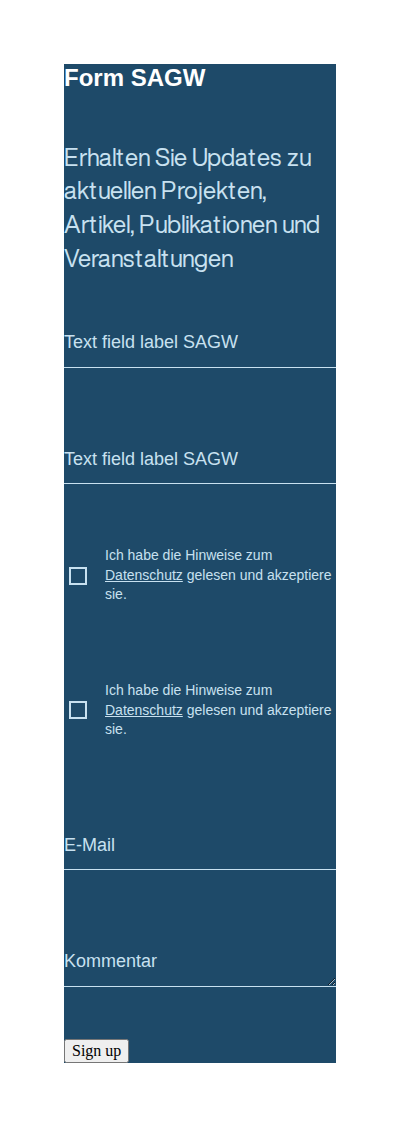 Form SAGW
Erhalten Sie Updates zu
aktuellen Projekten,
Artikel, Publikationen und
Veranstaltungen
Text field label SAGW
Text field label SAGW
Ich habe die Hinweise zum
Datenschutz gelesen und akzeptiere
sie.
Ich habe die Hinweise zum
Datenschutz gelesen und akzeptiere
sie.
E-Mail
Kommentar
Sign up